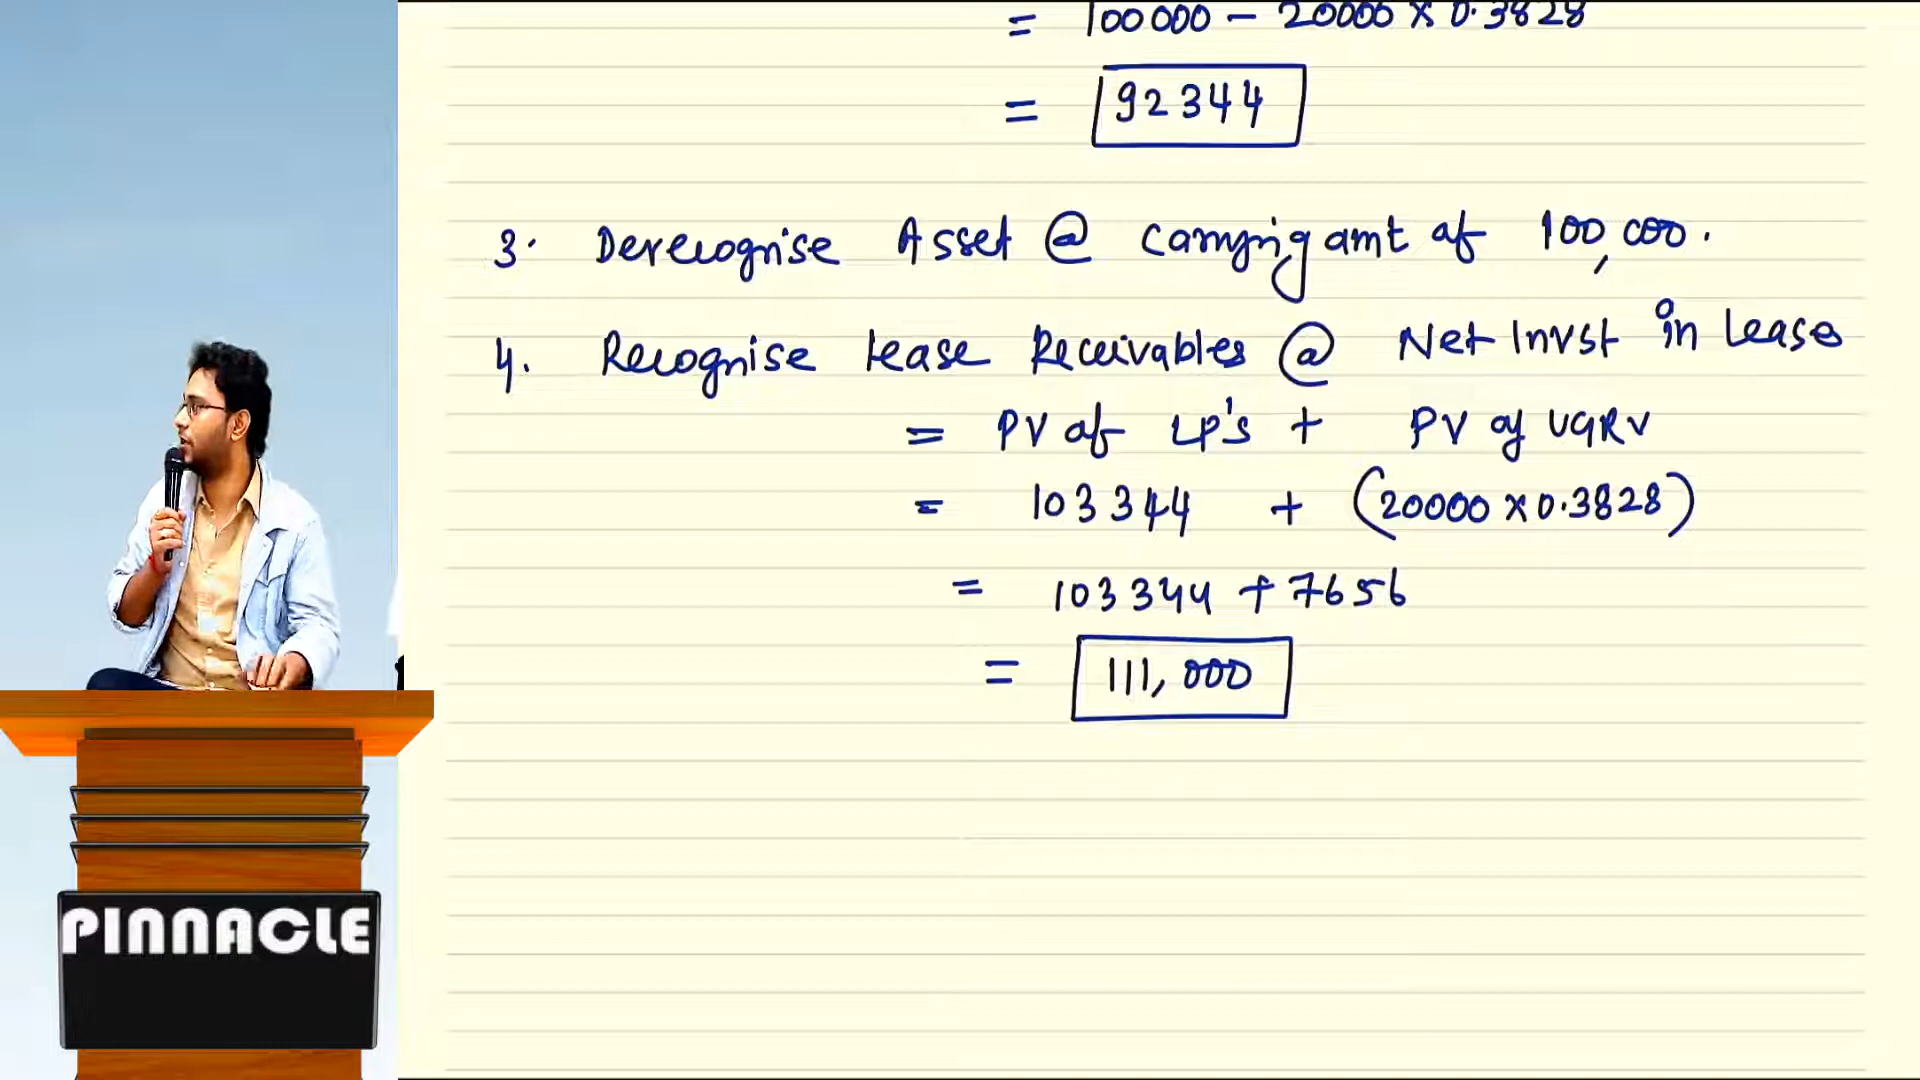 = 100000 - 20000 x 0.3828
= 92344
3. Derecognise Asset @ carrying amt of 100,000.
4. Recognise Lease Receivables @ Net Invst in Lease
= PV of LP's + PV of UGRV
= 103344 + (20000 x 0.3828)
= 103344 + 7656
= 111,000
PINNACLE